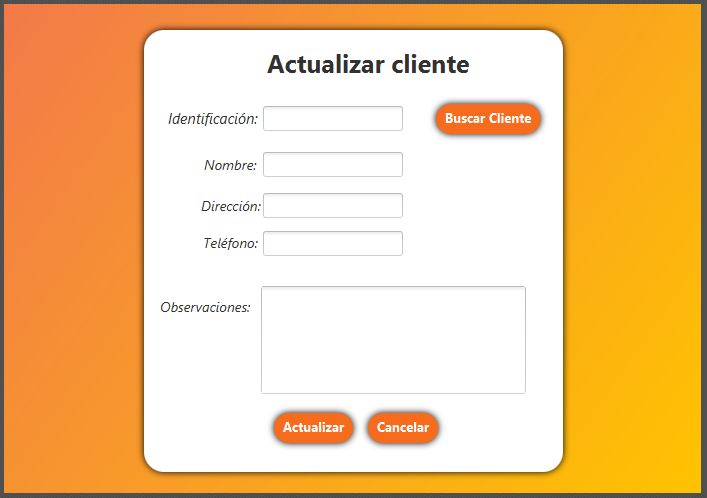 Actualizar cliente
Identificación: Buscar Cliente
Nombre:
Dirección:
Teléfono:
Observaciones:
Actualizar Cancelar